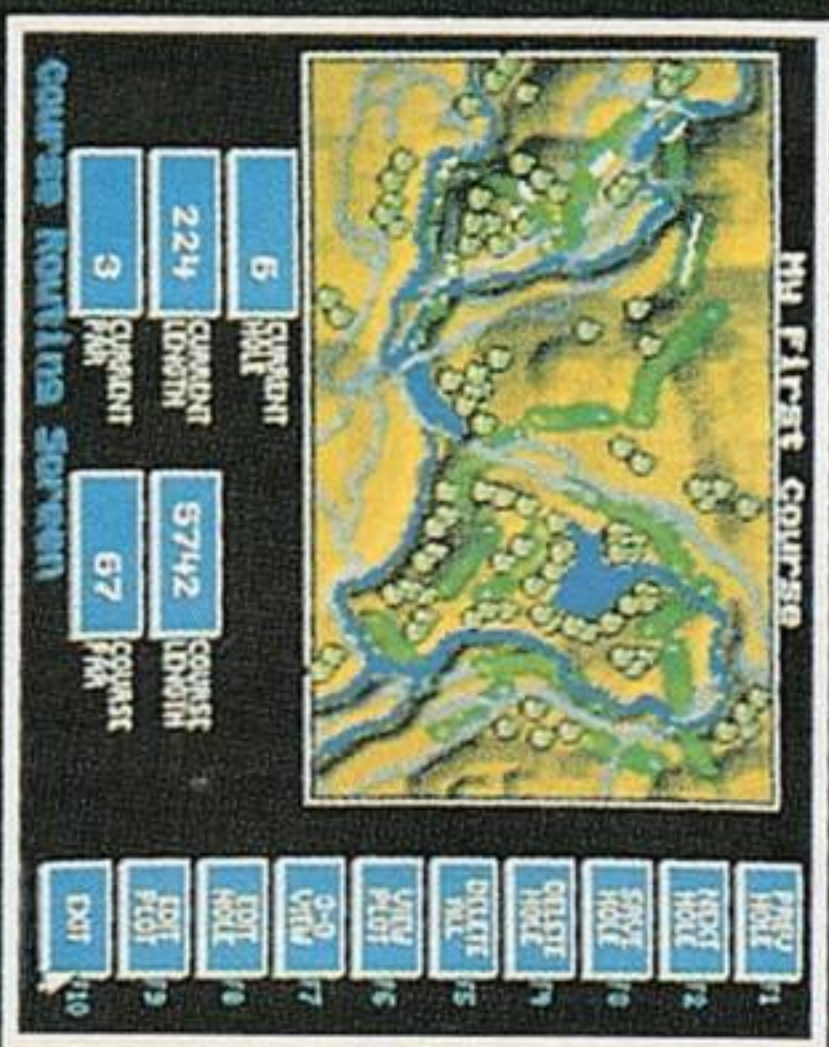 My First Course
PREV HOLE F1
NEXT HOLE F2
SAVE HOLE F3
DELETE HOLE F4
DELETE ALL F5
VIEW PLOT F6
3-D VIEW F7
EDIT HOLE F8
EDIT PLOT F9
EXIT F10
6 CURRENT HOLE
224 CURRENT LENGTH
5742 COURSE LENGTH
3 CURRENT PAR
67 COURSE PAR
Course Routing Screen